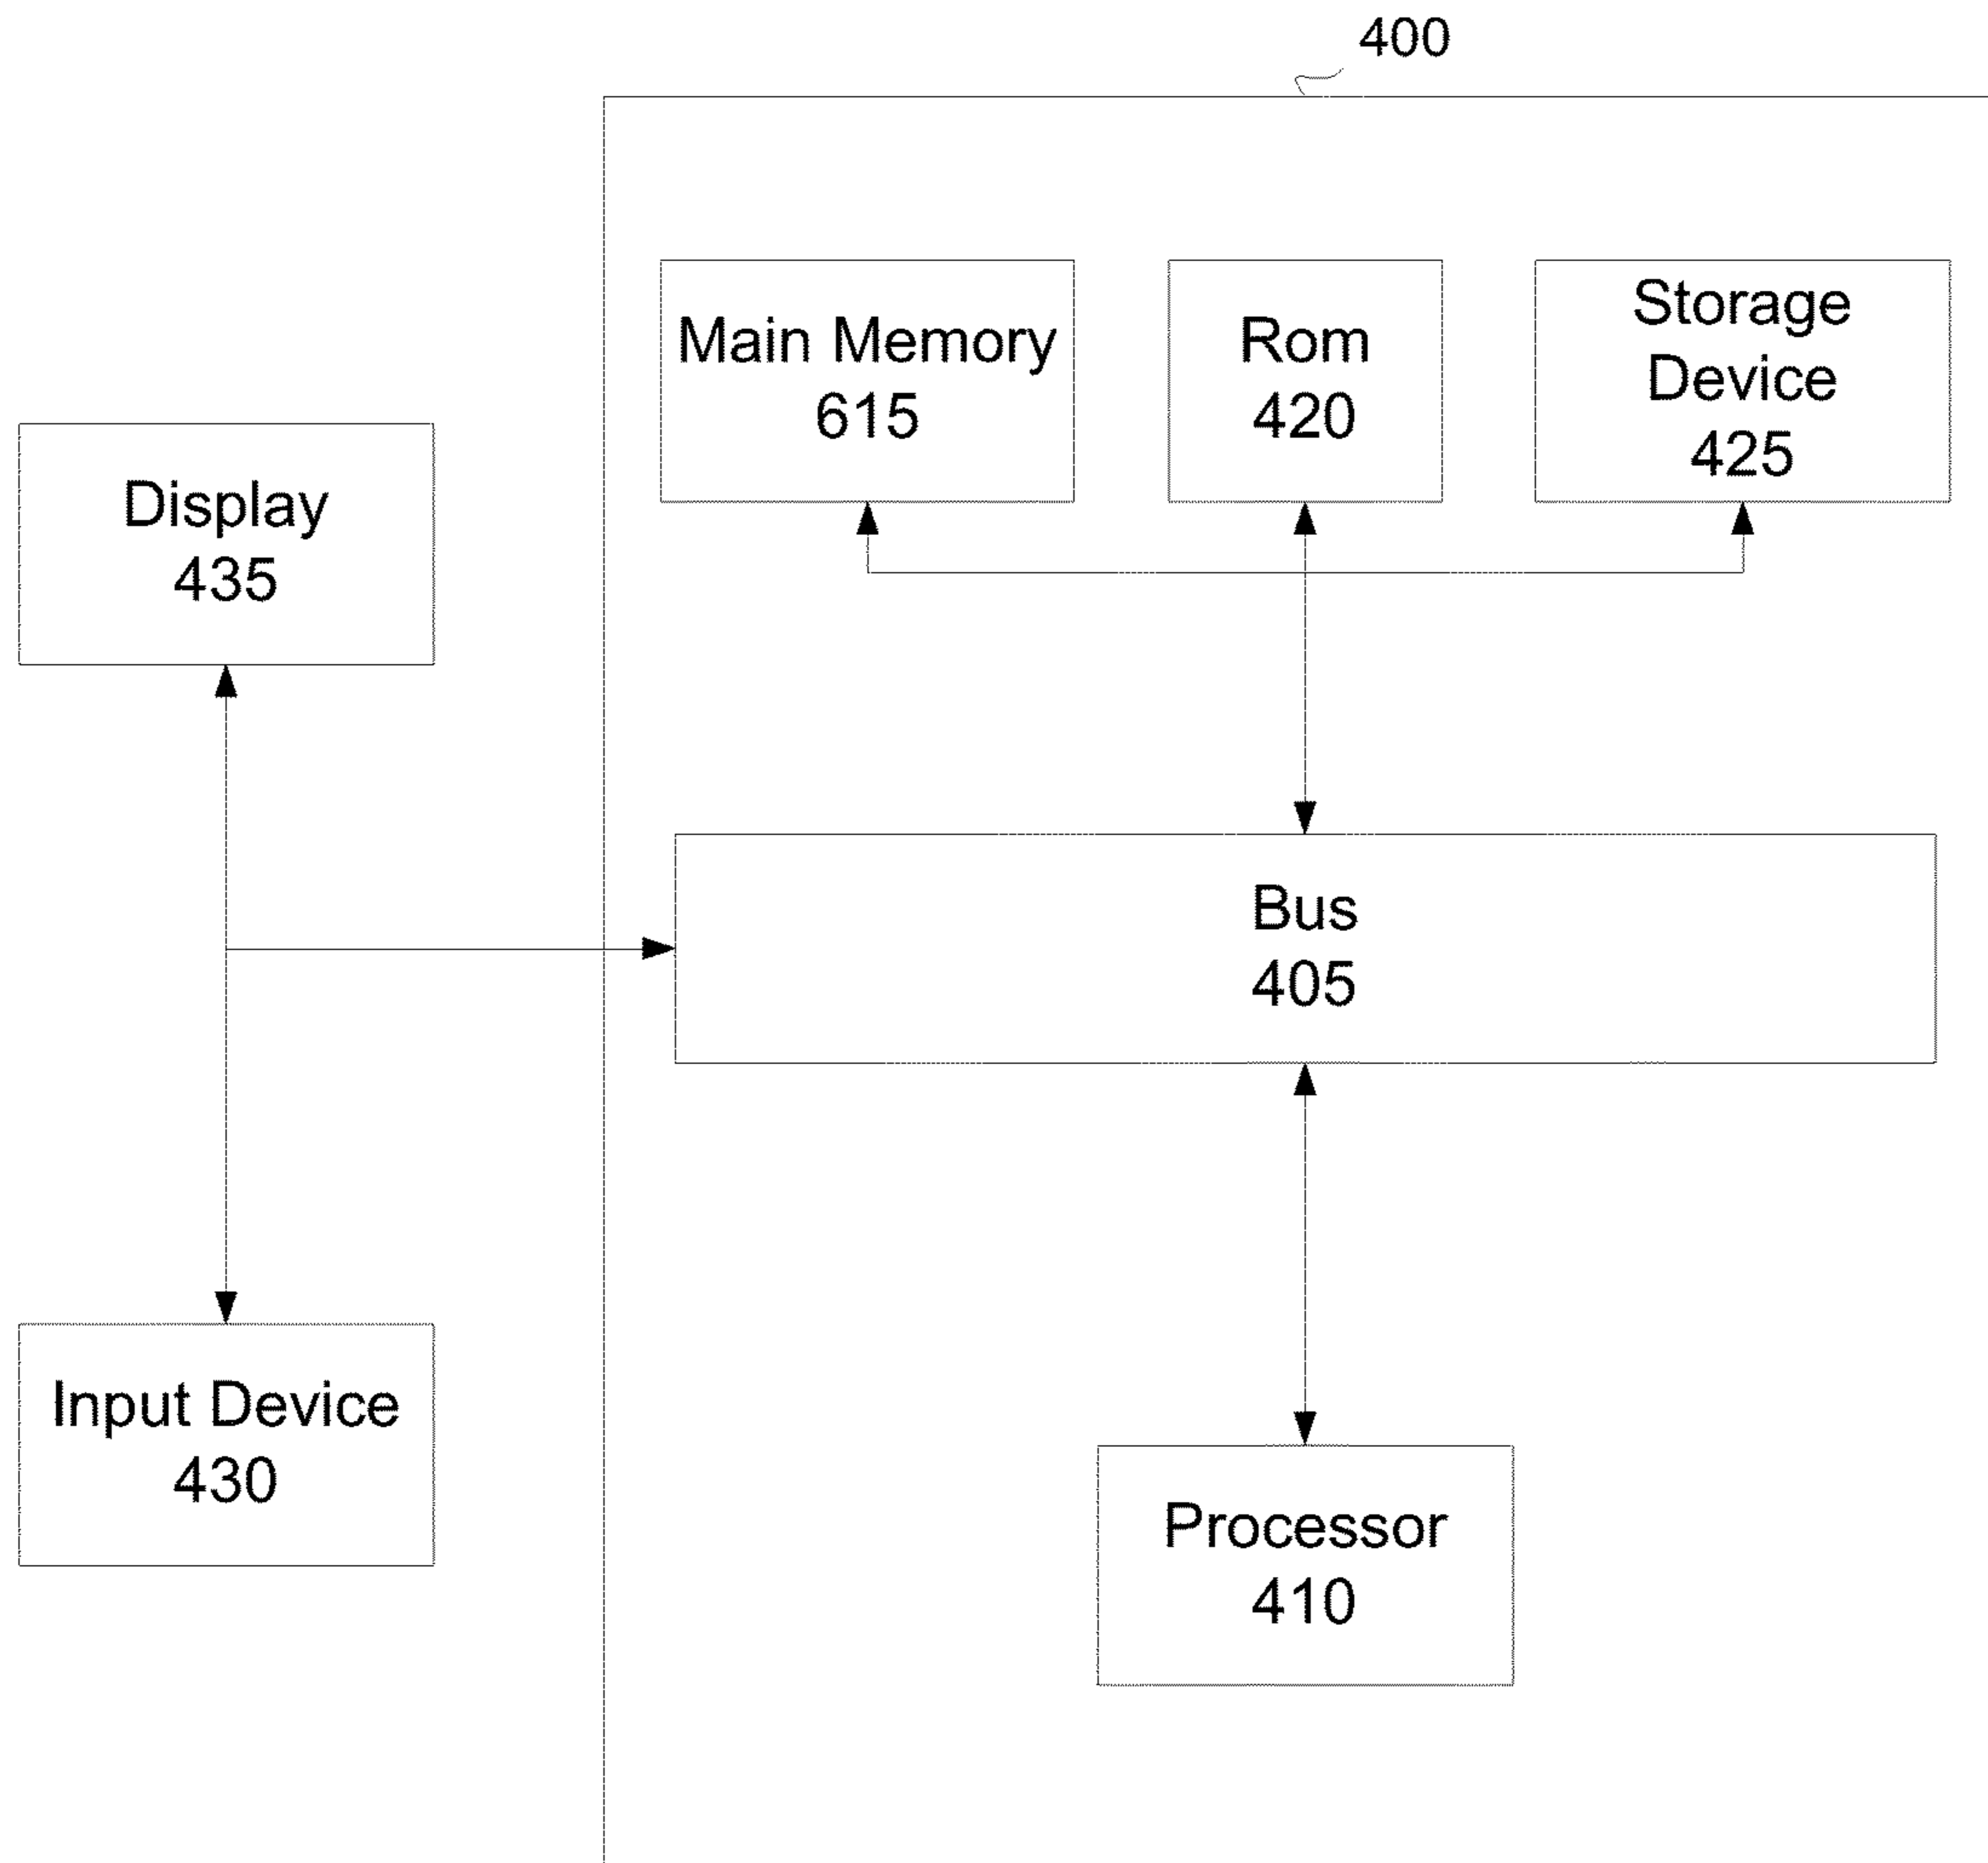 400
Main Memory
615
Rom
420
Storage
Device
425
Display
435
Bus
405
Input Device
430
Processor
410